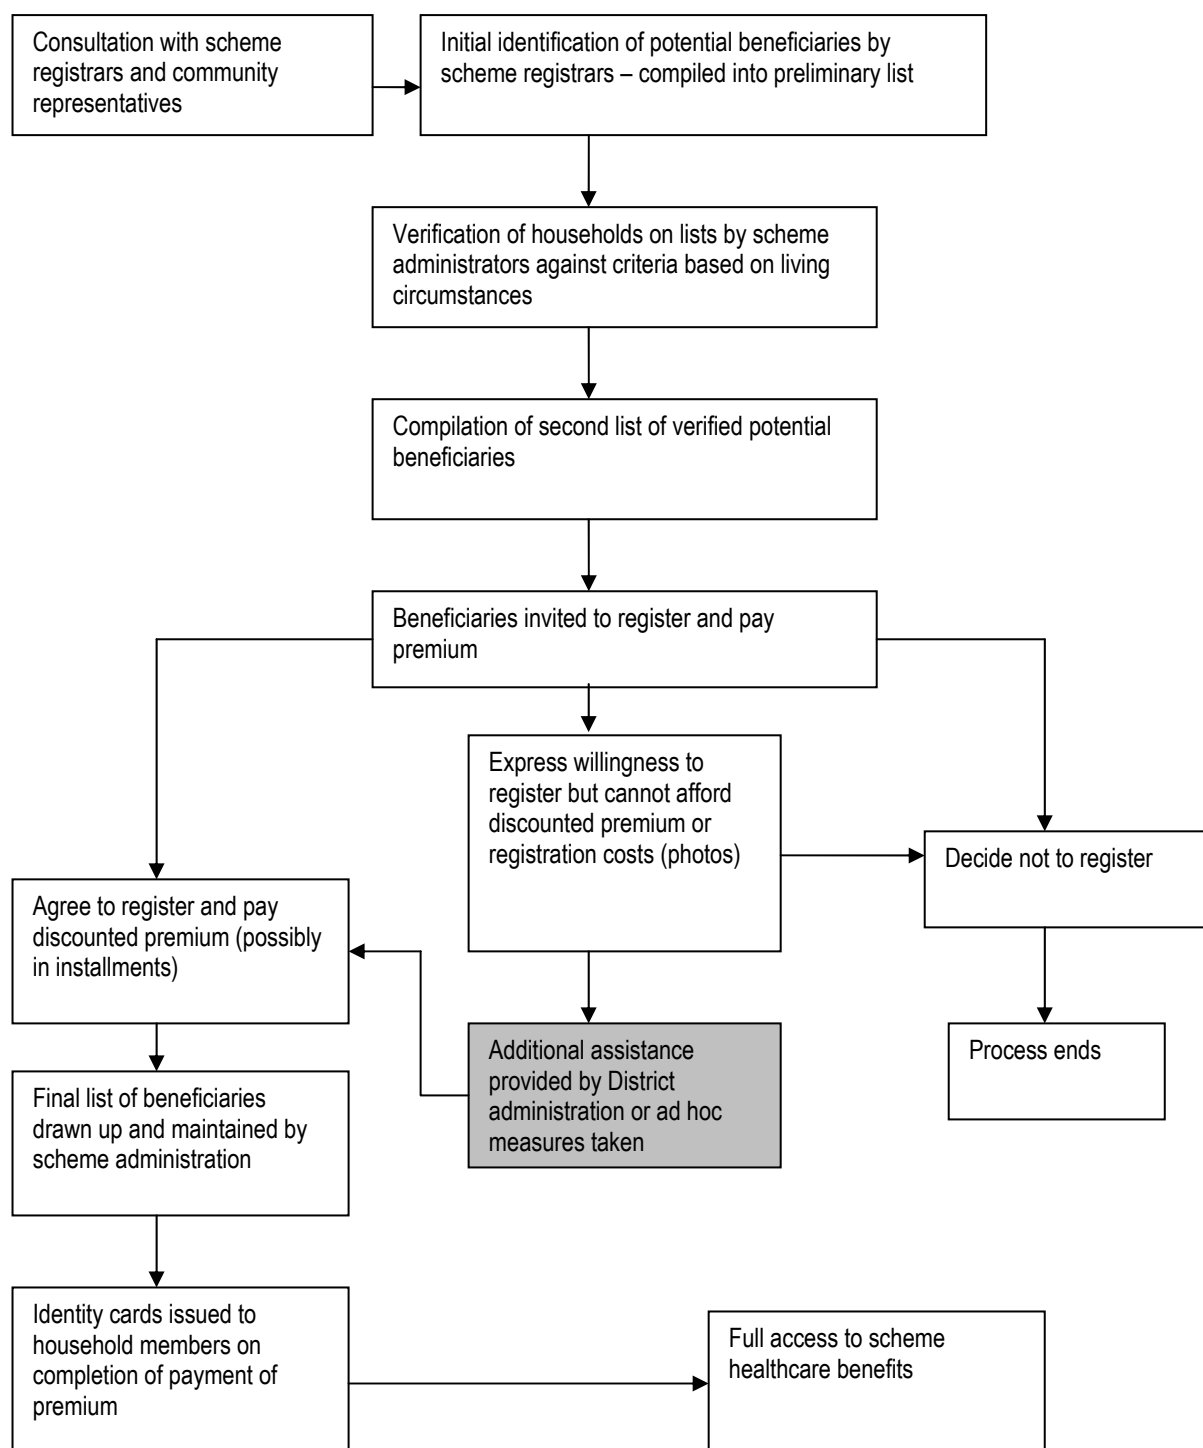 Consultation with scheme
registrars and community
representatives
Initial identification of potential beneficiaries by
scheme registrars – compiled into preliminary list
Verification of households on lists by scheme
administrators against criteria based on living
circumstances
Compilation of second list of verified potential
beneficiaries
Beneficiaries invited to register and pay
premium
Express willingness to
register but cannot afford
discounted premium or
registration costs (photos)
Decide not to register
Agree to register and pay
discounted premium (possibly
in installments)
Additional assistance
provided by District
administration or ad hoc
measures taken
Process ends
Final list of beneficiaries
drawn up and maintained by
scheme administration
Identity cards issued to
household members on
completion of payment of
premium
Full access to scheme
healthcare benefits